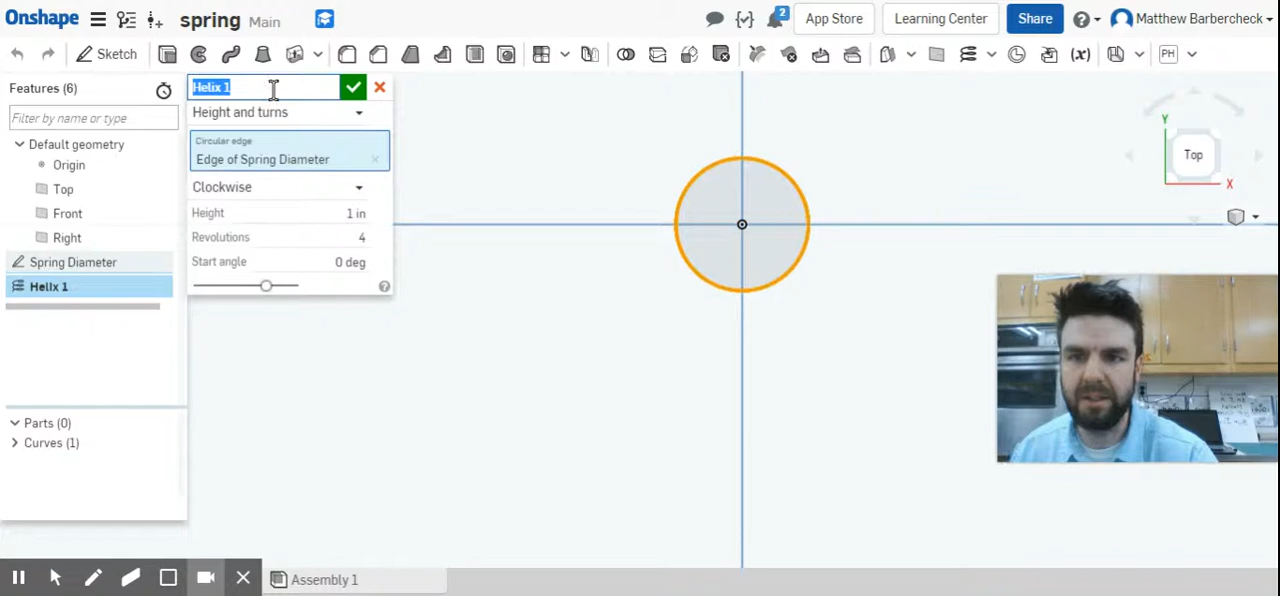 Onshape spring Main 2 App Store Learning Center Share Matthew Barbercheck
Sketch (x) PH
Features (6)
Filter by name or type
Default geometry
Origin
Top
Front
Right
Spring Diameter
Helix 1
Parts (0)
Curves (1)
Helix 1
Height and turns
Circular edge
Edge of Spring Diameter
Clockwise
Height 1 in
Revolutions 4
Start angle 0 deg
Y
Top
X
Assembly 1